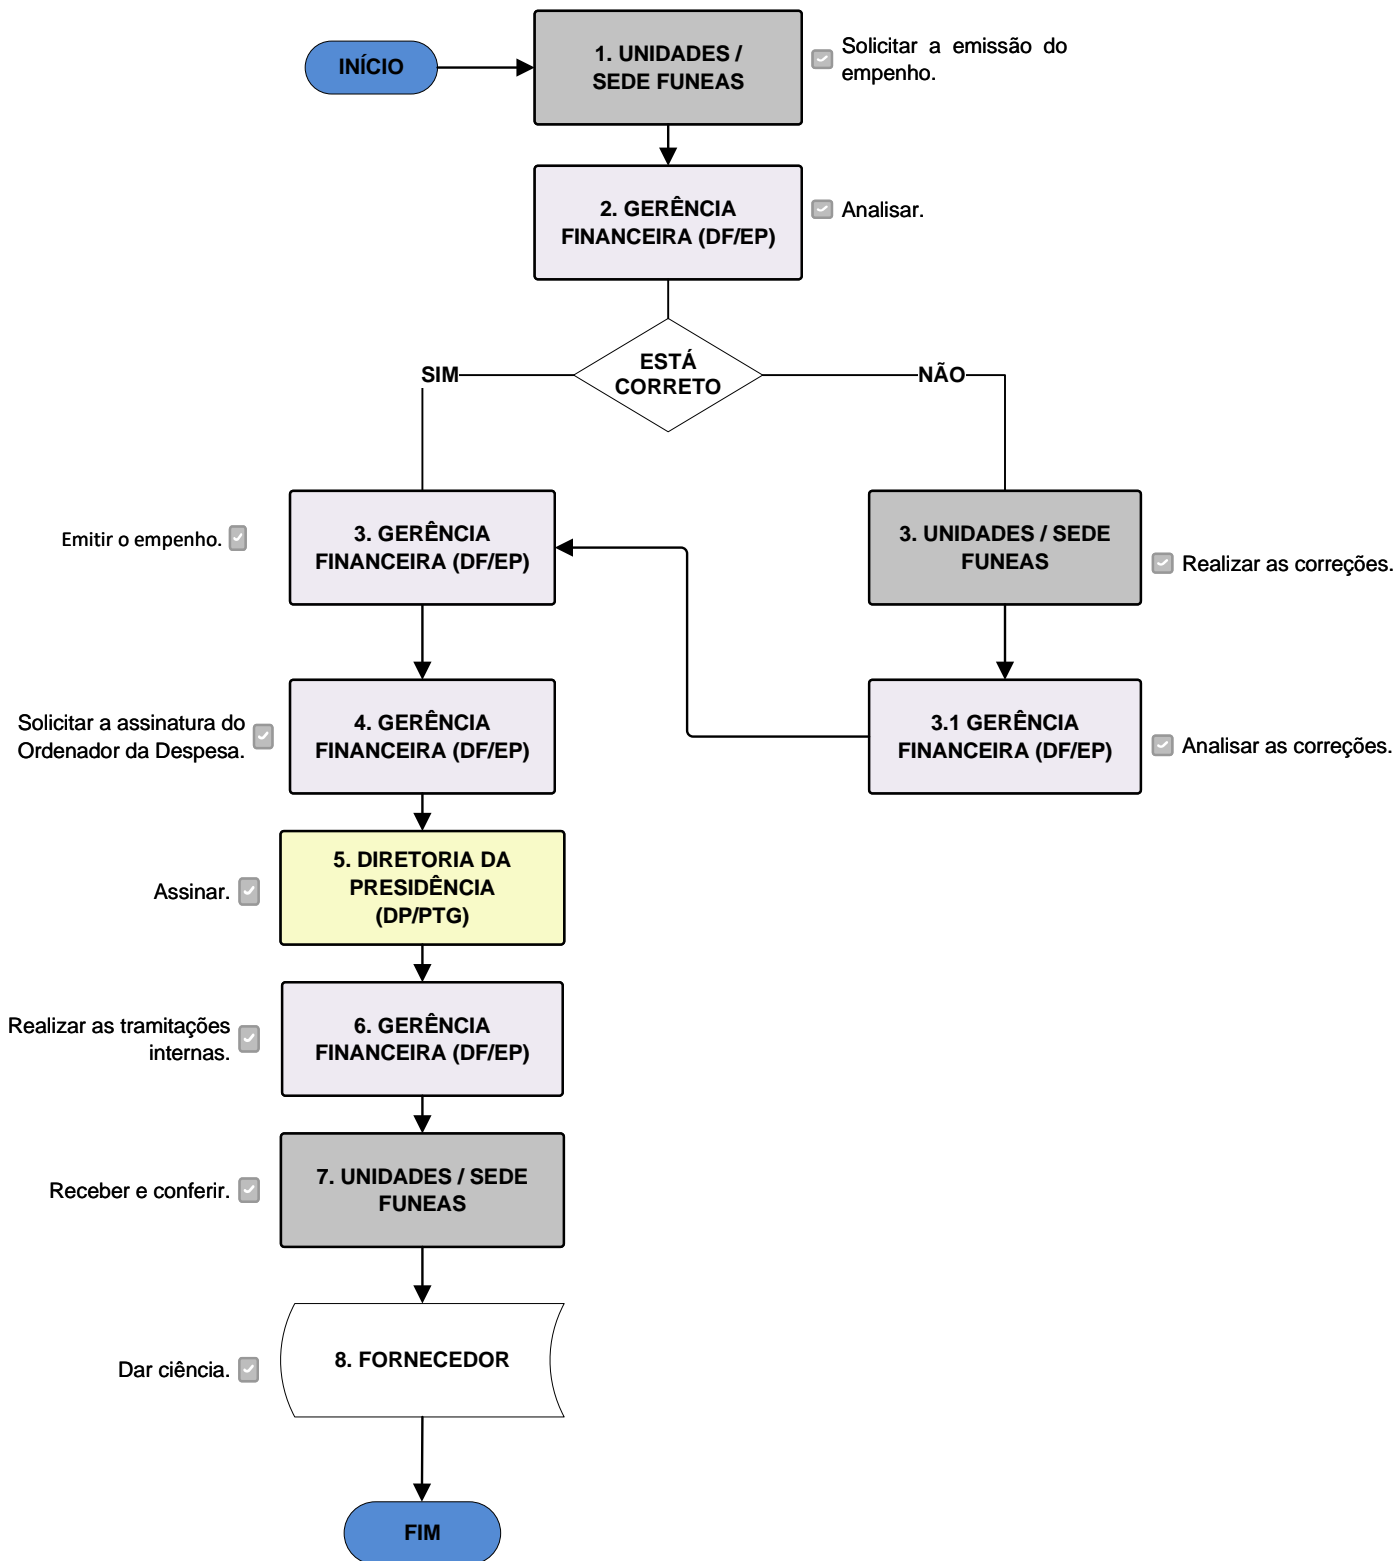 INÍCIO
1. UNIDADES /
SEDE FUNEAS
Solicitar a emissão do
empenho.
2. GERÊNCIA
FINANCEIRA (DF/EP)
Analisar.
ESTÁ
CORRETO
SIM
NÃO
Emitir o empenho.
3. GERÊNCIA
FINANCEIRA (DF/EP)
3. UNIDADES / SEDE
FUNEAS
Realizar as correções.
Solicitar a assinatura do
Ordenador da Despesa.
4. GERÊNCIA
FINANCEIRA (DF/EP)
3.1 GERÊNCIA
FINANCEIRA (DF/EP)
Analisar as correções.
Assinar.
5. DIRETORIA DA
PRESIDÊNCIA
(DP/PTG)
Realizar as tramitações
internas.
6. GERÊNCIA
FINANCEIRA (DF/EP)
Receber e conferir.
7. UNIDADES / SEDE
FUNEAS
Dar ciência.
8. FORNECEDOR
FIM